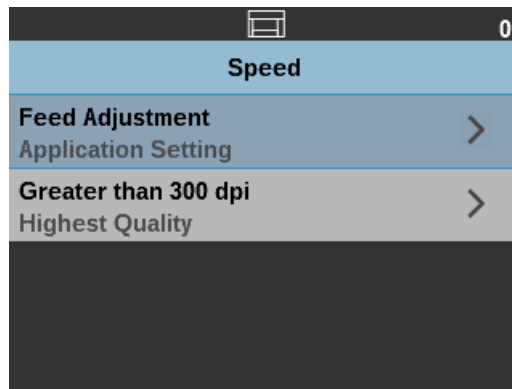 0
Speed
Feed Adjustment
Application Setting
Greater than 300 dpi
Highest Quality